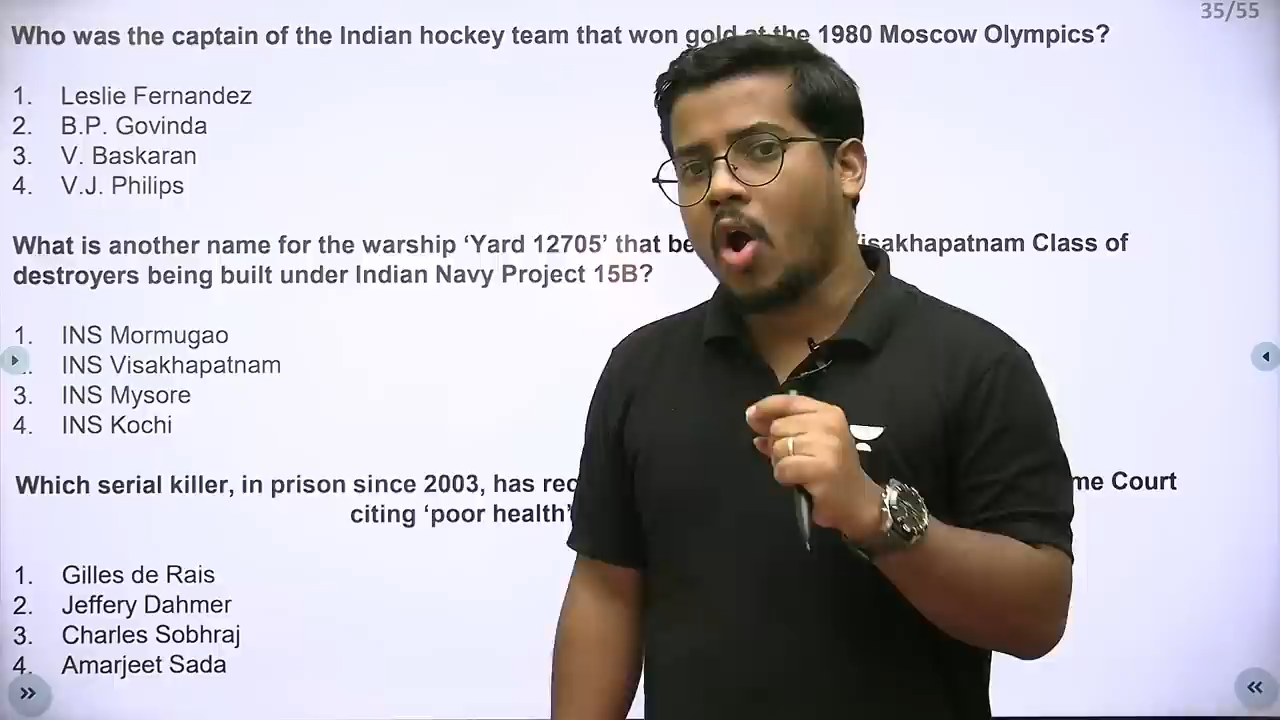 35/55
Who was the captain of the Indian hockey team that won gold at the 1980 Moscow Olympics?
1. Leslie Fernandez
2. B.P. Govinda
3. V. Baskaran
4. V.J. Philips
What is another name for the warship ‘Yard 12705’ that Class of
destroyers being built under Indian Navy Project 15B?
1. INS Mormugao
INS Visakhapatnam
3. INS Mysore
4. INS Kochi
Which serial killer, in prison since 2003, has Court
citing ‘poor health’
1. Gilles de Rais
2. Jeffery Dahmer
3. Charles Sobhraj
4. Amarjeet Sada